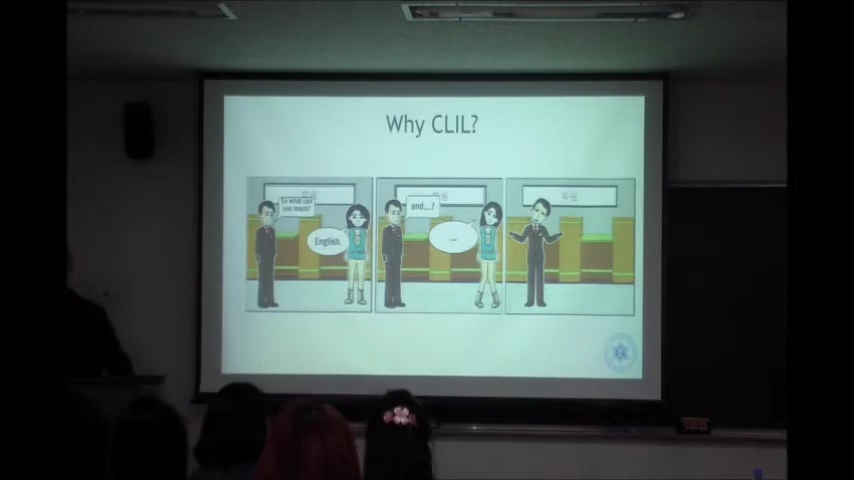 Why CLIL?
So what can
you teach?
English.
and....?
....